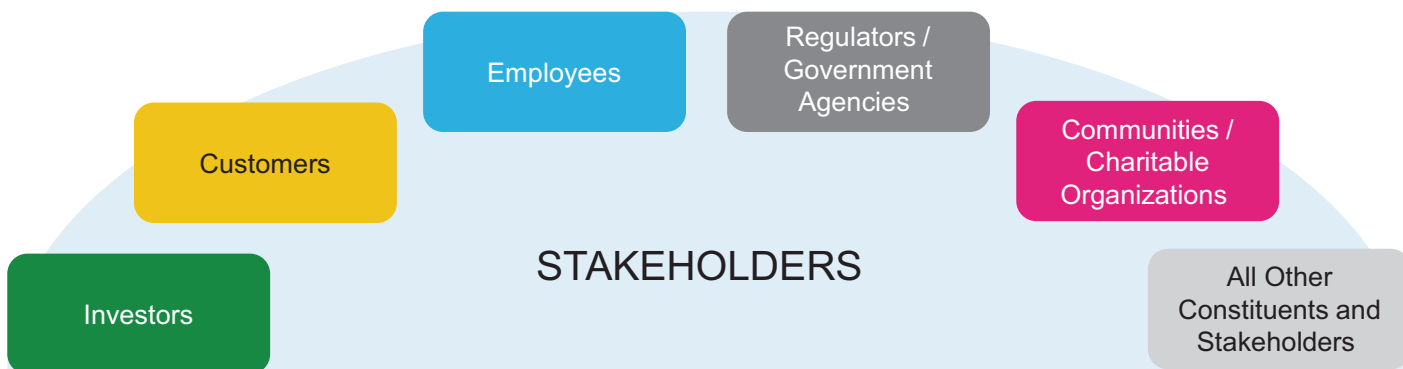 Employees
Regulators /
Government
Agencies
Customers
Communities /
Charitable
Organizations
STAKEHOLDERS
Investors
All Other
Constituents and
Stakeholders